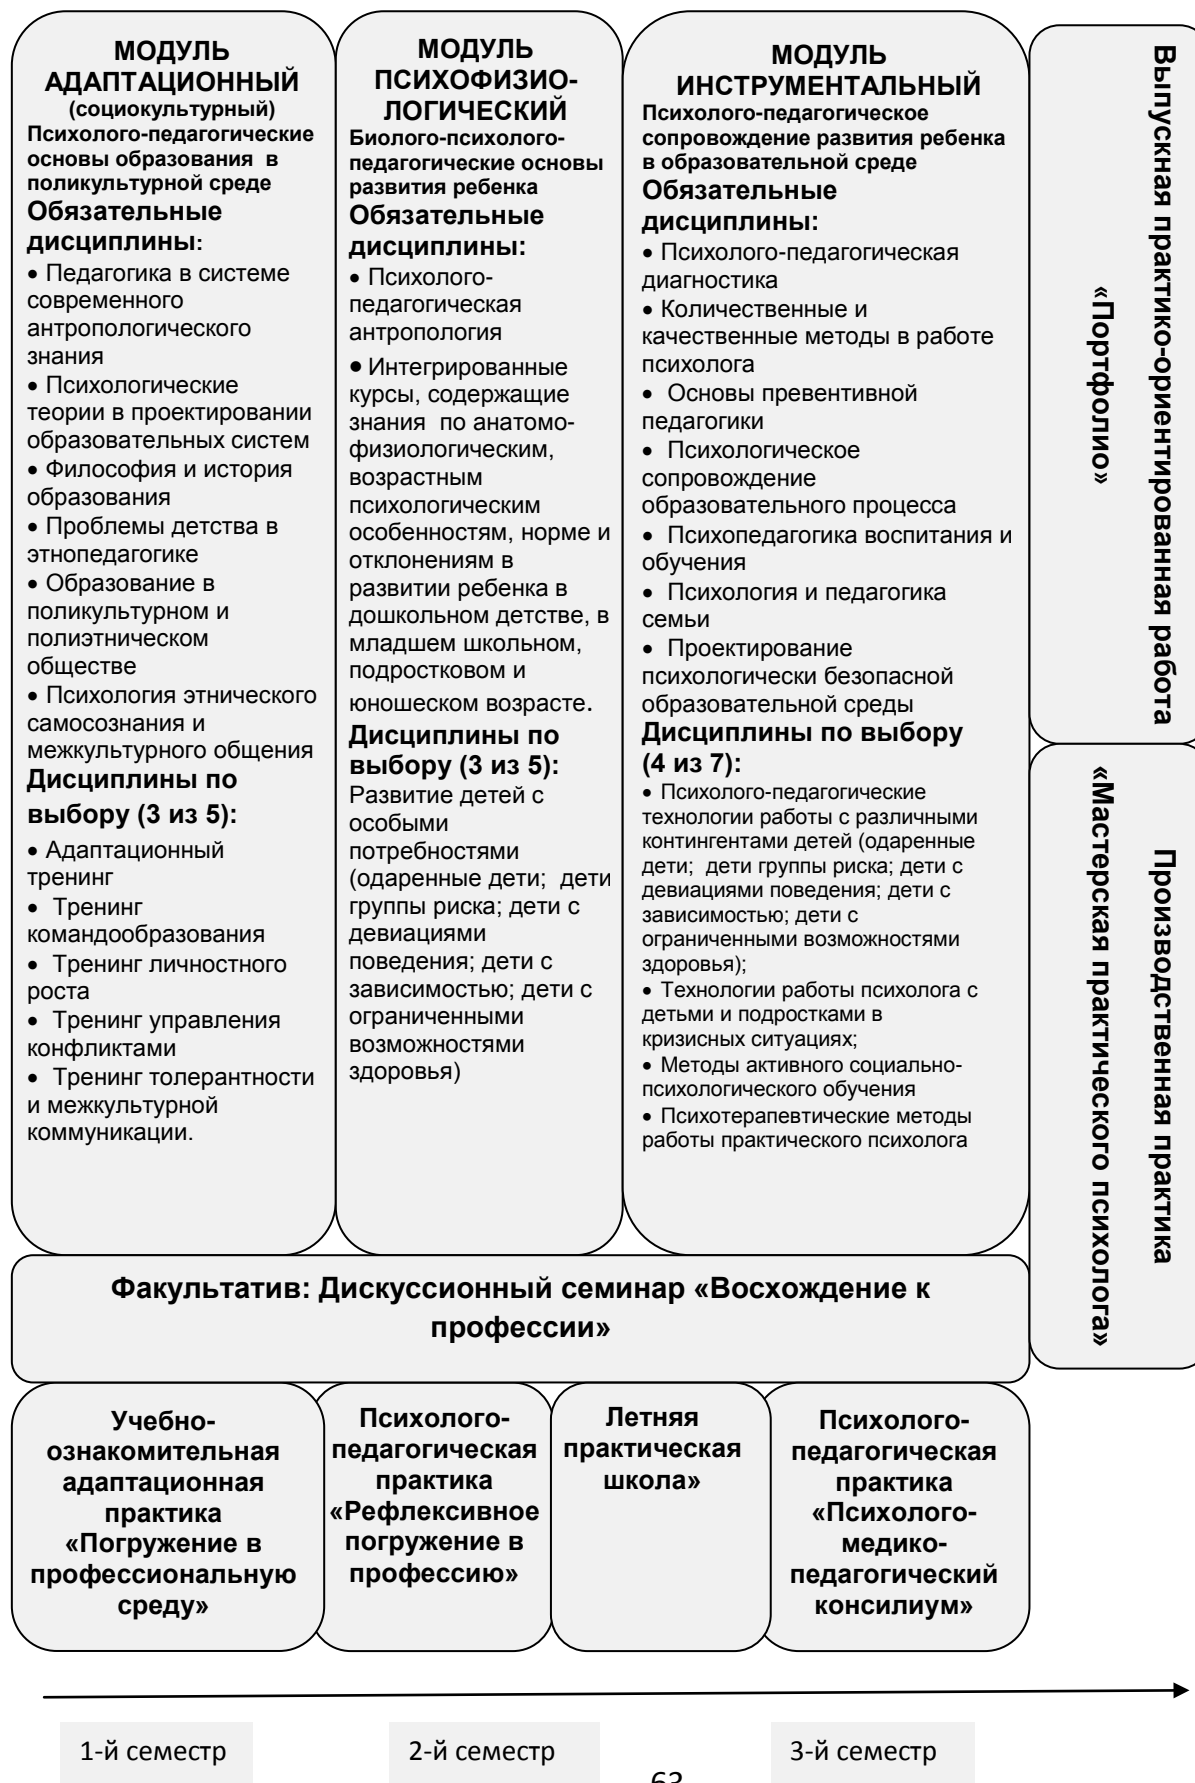 МОДУЛЬ
АДАПТАЦИОННЫЙ
(социокультурный)
Психолого-педагогические
основы образования в
поликультурной среде
Обязательные
дисциплины:
• Педагогика в системе
современного
антропологического
знания
• Психологические
теории в проектировании
образовательных систем
• Философия и история
образования
• Проблемы детства в
этнопедагогике
• Образование в
поликультурном и
полиэтническом
обществе
• Психология этнического
самосознания и
межкультурного общения
Дисциплины по
выбору (3 из 5):
• Адаптационный
тренинг
• Тренинг
командообразования
• Тренинг личностного
роста
• Тренинг управления
конфликтами
• Тренинг толерантности
и межкультурной
коммуникации.
МОДУЛЬ
ПСИХОФИЗИО-
ЛОГИЧЕСКИЙ
Биолого-психолого-
педагогические основы
развития ребенка
Обязательные
дисциплины:
• Психолого-
педагогическая
антропология
• Интегрированные
курсы, содержащие
знания по анатомо-
физиологическим,
возрастным
психологическим
особенностям, норме и
отклонениям в
развитии ребенка в
дошкольном детстве, в
младшем школьном,
подростковом и
юношеском возрасте.
Дисциплины по
выбору (3 из 5):
Развитие детей с
особыми
потребностями
(одаренные дети; дети
группы риска; дети с
девиациями
поведения; дети с
зависимостью; дети с
ограниченными
возможностями
здоровья)
МОДУЛЬ
ИНСТРУМЕНТАЛЬНЫЙ
Психолого-педагогическое
сопровождение развития ребенка
в образовательной среде
Обязательные
дисциплины:
• Психолого-педагогическая
диагностика
• Количественные и
качественные методы в работе
психолога
• Основы превентивной
педагогики
• Психологическое
сопровождение
образовательного процесса
• Психопедагогика воспитания и
обучения
• Психология и педагогика
семьи
• Проектирование
психологически безопасной
образовательной среды
Дисциплины по выбору
(4 из 7):
• Психолого-педагогические
технологии работы с различными
контингентами детей (одаренные
дети; дети группы риска; дети с
девиациями поведения; дети с
зависимостью; дети с
ограниченными возможностями
здоровья);
• Технологии работы психолога с
детьми и подростками в
кризисных ситуациях;
• Методы активного социально-
психологического обучения
• Психотерапевтические методы
работы практического психолога
Выпускная практико-ориентированная работа
«Портфолио»
Производственная практика
«Мастерская практического психолога»
Факультатив: Дискуссионный семинар «Восхождение к
профессии»
Учебно-
ознакомительная
адаптационная
практика
«Погружение в
профессиональную
среду»
Психолого-
педагогическая
практика
«Рефлексивное
погружение в
профессию»
Летняя
практическая
школа»
Психолого-
педагогическая
практика
«Психолого-
медико-
педагогический
консилиум»
1-й семестр
2-й семестр
3-й семестр
63